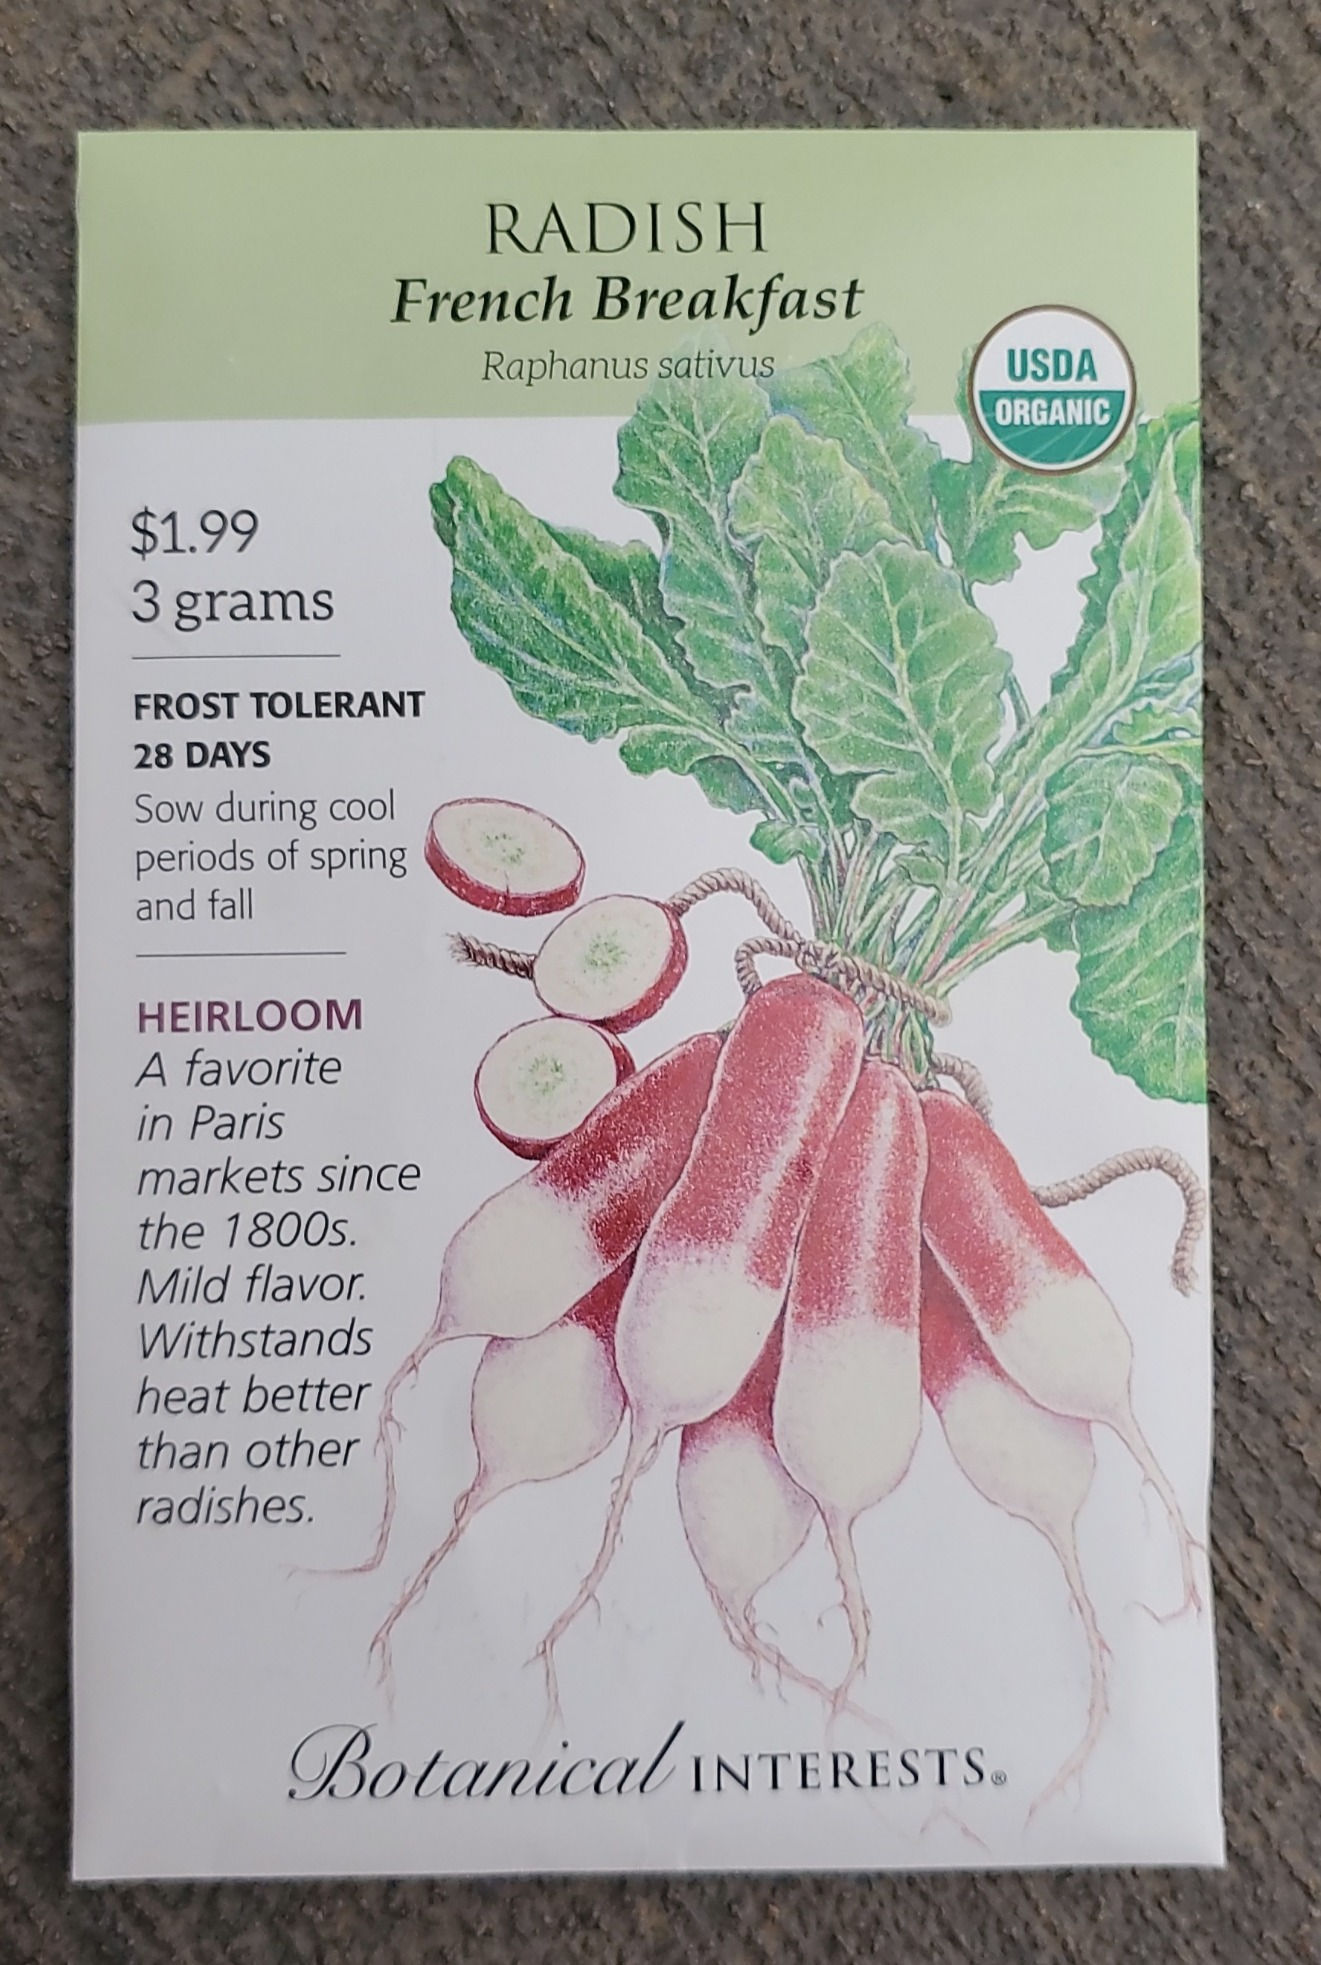 RADISH
French Breakfast
Raphanus sativus
USDA
ORGANIC
$1.99
3 grams
FROST TOLERANT
28 DAYS
Sow during cool
periods of spring
and fall
HEIRLOOM
A favorite
in Paris
markets since
the 1800s.
Mild flavor.
Withstands
heat better
than other
radishes.
Botanical INTERESTS®